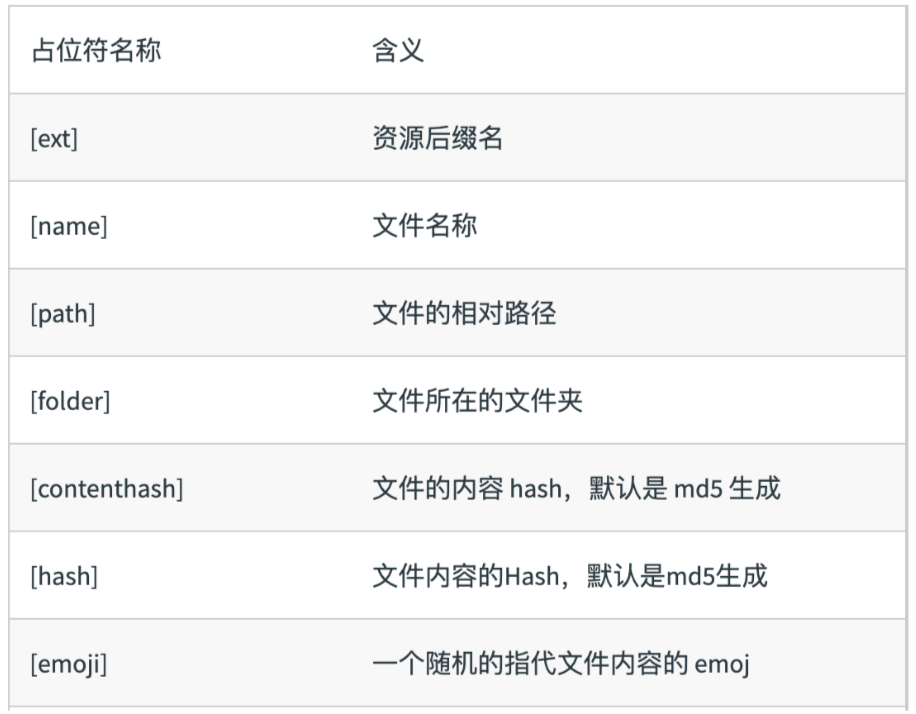 占位符名称 含义
[ext] 资源后缀名
[name] 文件名称
[path] 文件的相对路径
[folder] 文件所在的文件夹
[contenthash] 文件的内容 hash，默认是 md5 生成
[hash] 文件内容的Hash，默认是md5生成
[emoji] 一个随机的指代文件内容的 emoj